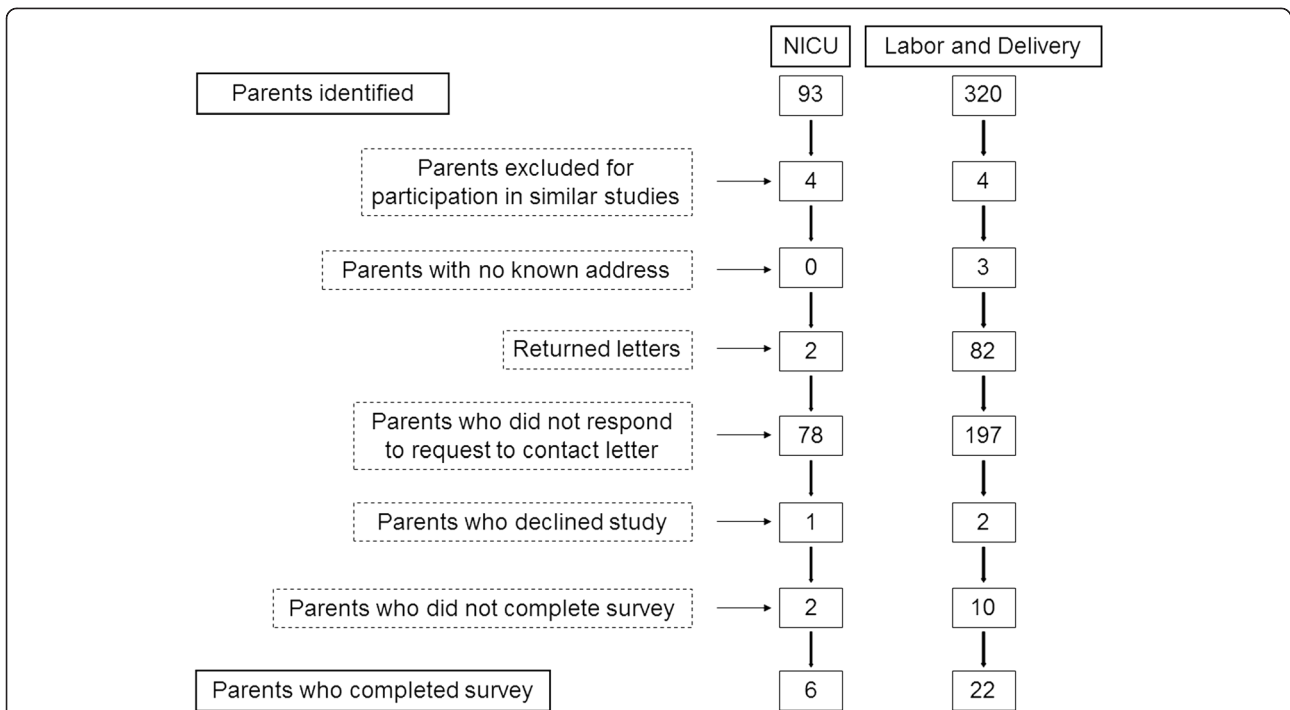 NICU Labor and Delivery
Parents identified 93 320
Parents excluded for
participation in similar studies 4 4
Parents with no known address 0 3
Returned letters 2 82
Parents who did not respond
to request to contact letter 78 197
Parents who declined study 1 2
Parents who did not complete survey 2 10
Parents who completed survey 6 22